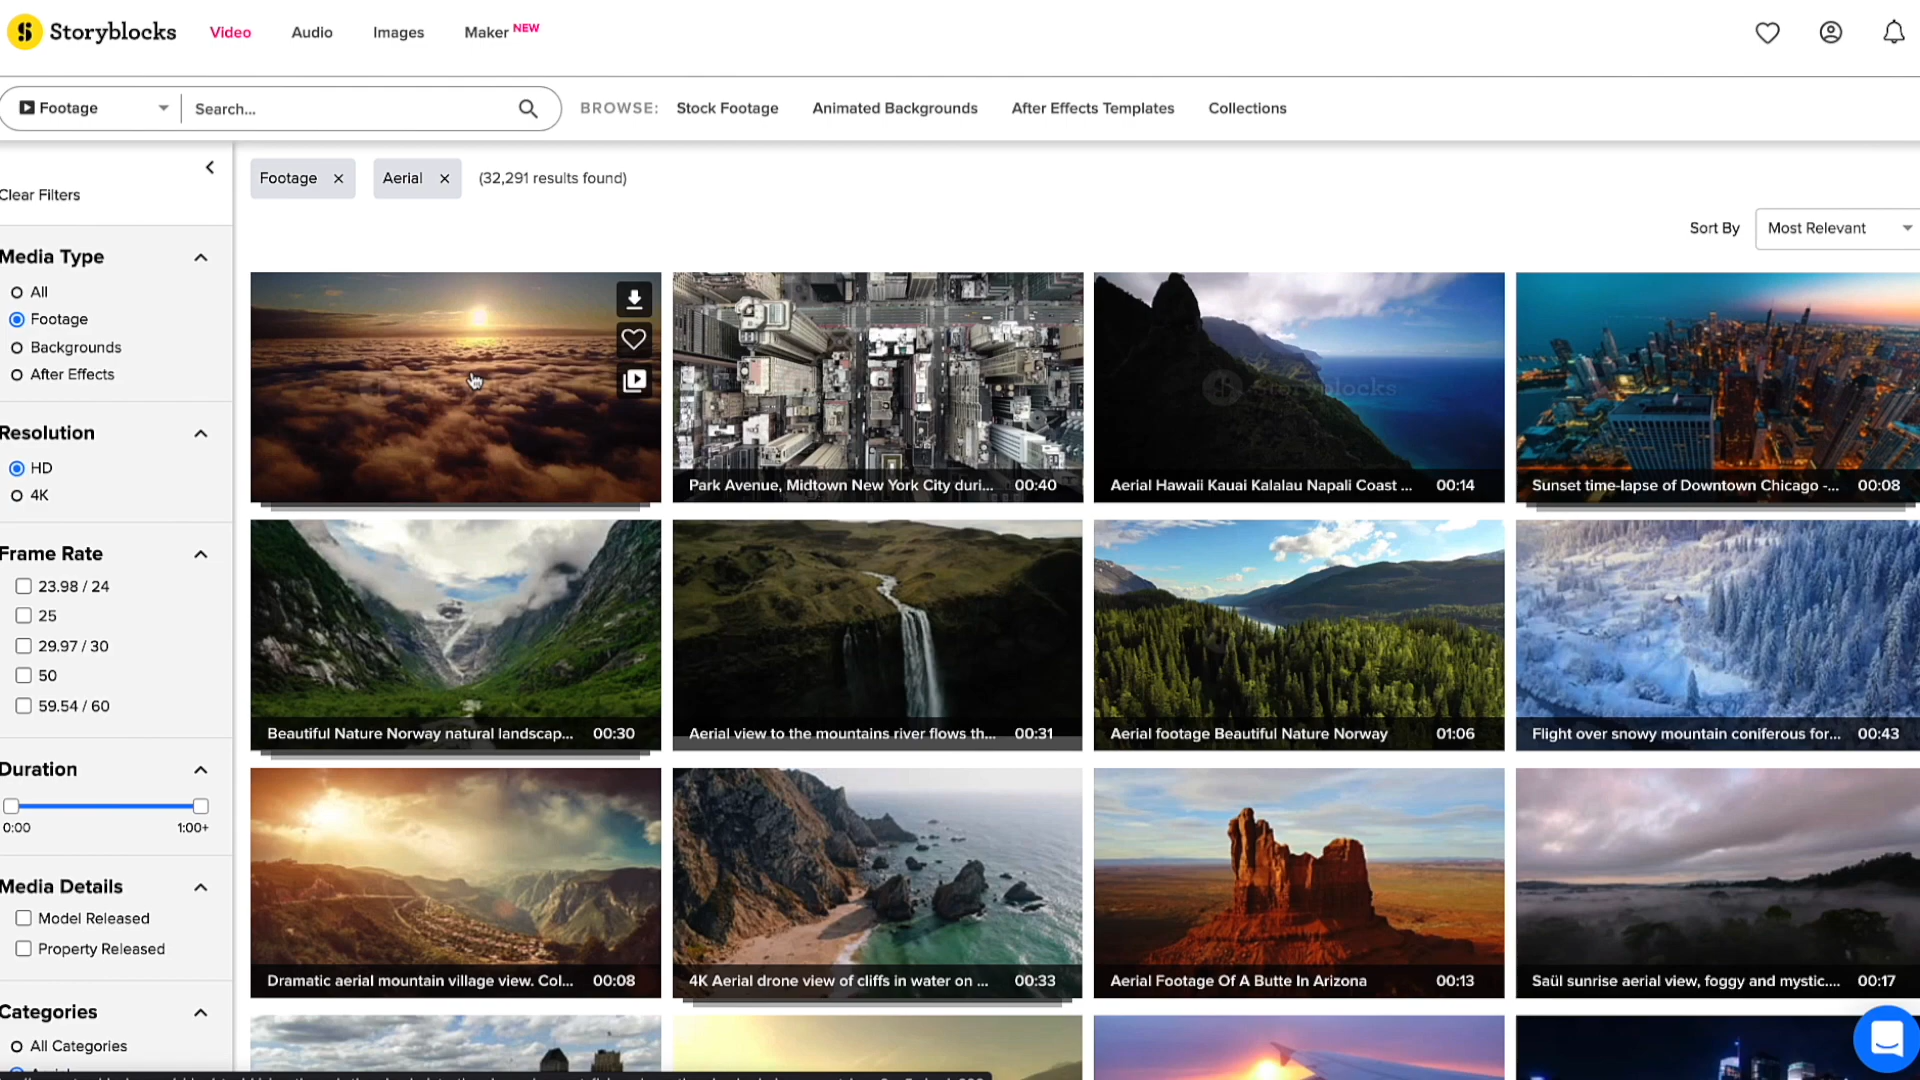 Storyblocks
Video
Audio
Images
Maker NEW
Footage
Search...
BROWSE:
Stock Footage
Animated Backgrounds
After Effects Templates
Collections
Clear Filters
Footage ×
Aerial ×
(32,291 results found)
Sort By
Most Relevant
Media Type
All
Footage
Backgrounds
After Effects
Resolution
HD
4K
Frame Rate
23.98 / 24
25
29.97 / 30
50
59.54 / 60
Duration
0:00
1:00+
Media Details
Model Released
Property Released
Categories
All Categories
Park Avenue, Midtown New York City duri... 00:40
Storyblocks
Aerial Hawaii Kauai Kalalau Napali Coast ... 00:14
Sunset time-lapse of Downtown Chicago -... 00:08
Beautiful Nature Norway natural landscap... 00:30
Aerial view to the mountains river flows th... 00:31
Aerial footage Beautiful Nature Norway 01:06
Flight over snowy mountain coniferous for... 00:43
Dramatic aerial mountain village view. Col... 00:08
4K Aerial drone view of cliffs in water on ... 00:33
Aerial Footage Of A Butte In Arizona 00:13
Saül sunrise aerial view, foggy and mystic.... 00:17